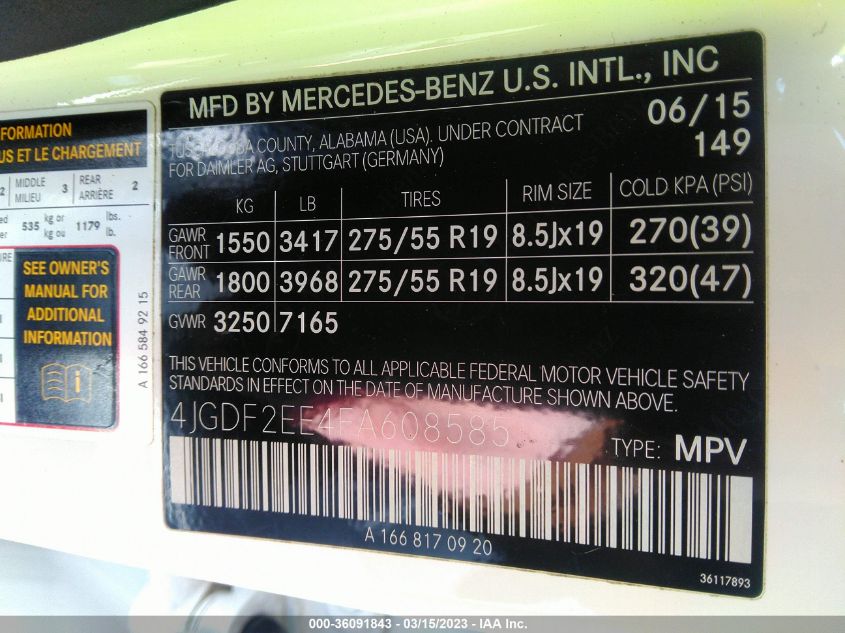 FORMATION
US ET LE CHARGEMENT
2 MIDDLE MILIEU 3 REAR ARRIÈRE 2
535 kg or kg ou 1179 lbs. lb.
SEE OWNER'S
MANUAL FOR
ADDITIONAL
INFORMATION
A 166 584 92 15
MFD BY MERCEDES-BENZ U.S. INTL., INC
COUNTY, ALABAMA (USA). UNDER CONTRACT
FOR DAIMLER AG, STUTTGART (GERMANY)
06/15
149
KG LB TIRES RIM SIZE COLD KPA (PSI)
GAWR FRONT 1550 3417 275/55 R19 8.5Jx19 270(39)
GAWR REAR 1800 3968 275/55 R19 8.5Jx19 320(47)
GVWR 3250 7165
THIS VEHICLE CONFORMS TO ALL APPLICABLE FEDERAL MOTOR VEHICLE SAFETY
STANDARDS IN EFFECT ON THE DATE OF MANUFACTURE SHOWN ABOVE.
4JGDF2EE4FA608585
TYPE: MPV
A 166 817 09 20
36117893
000-36091843 - 03/15/2023 - IAA Inc.